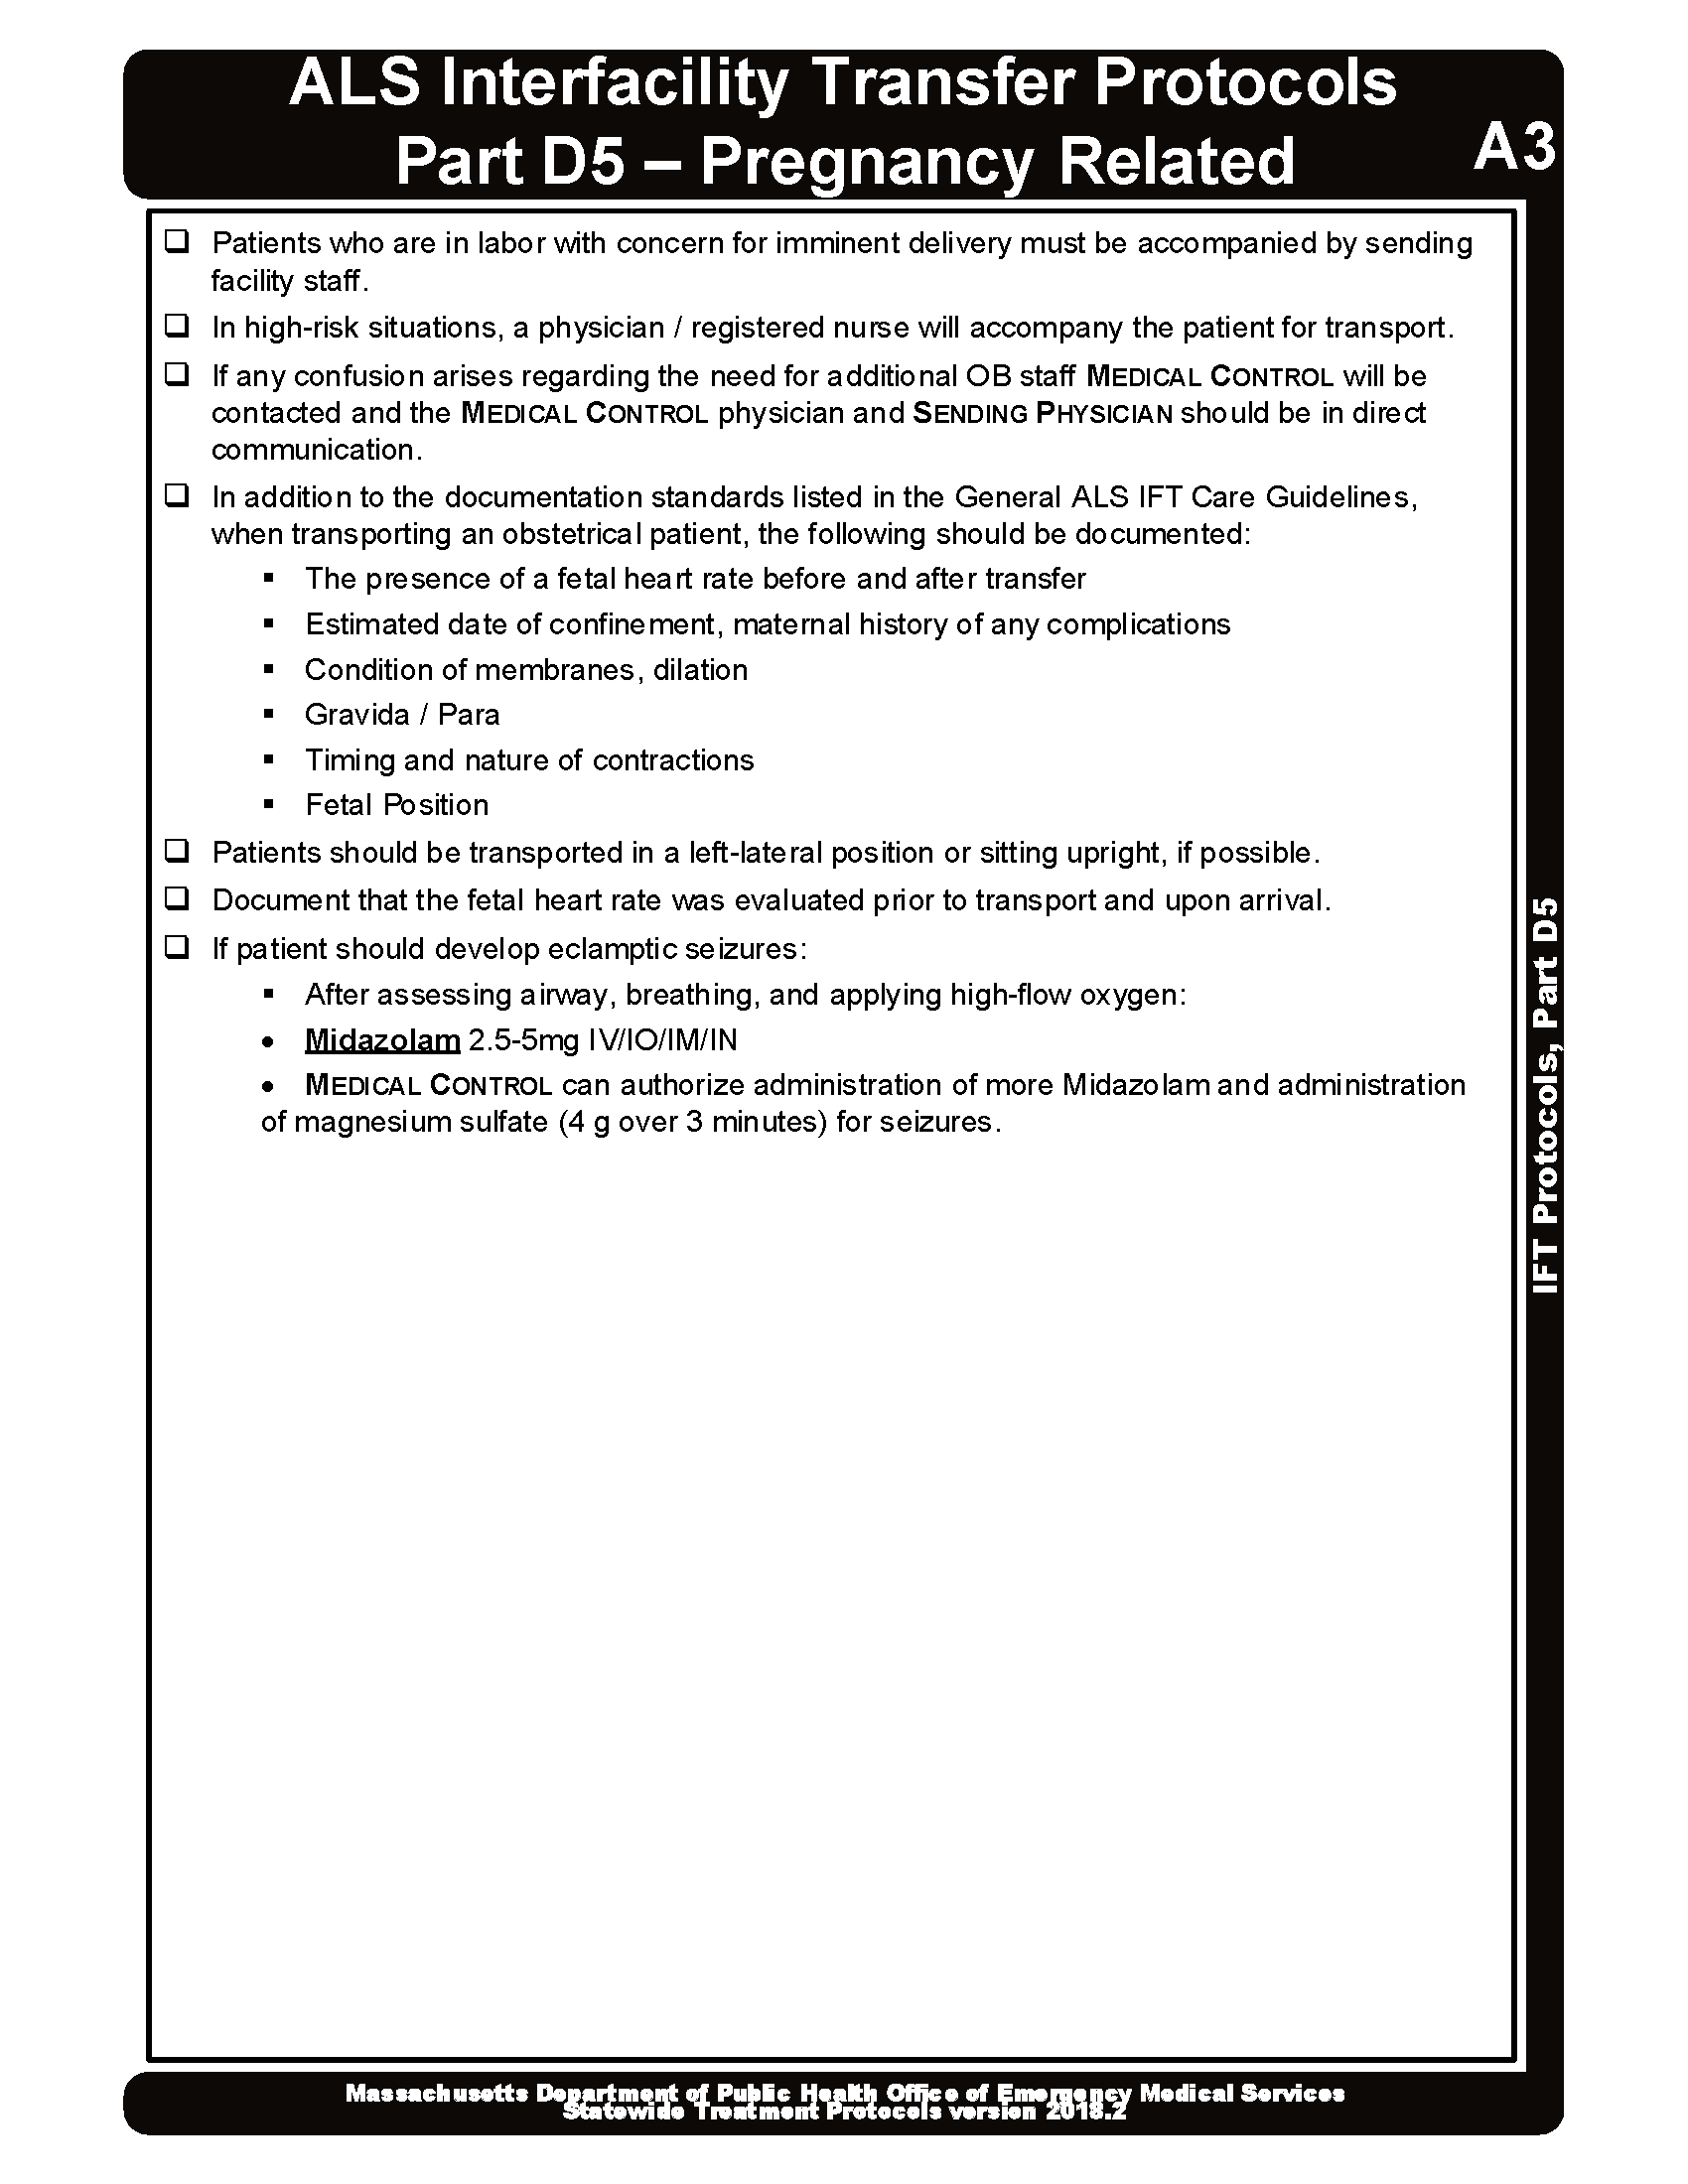 ALS Interfacility Transfer Protocols
Part D5 – Pregnancy Related
A3
❑ Patients who are in labor with concern for imminent delivery must be accompanied by sending
facility staff.
❑ In high-risk situations, a physician / registered nurse will accompany the patient for transport.
❑ If any confusion arises regarding the need for additional OB staff MEDICAL CONTROL will be
contacted and the MEDICAL CONTROL physician and SENDING PHYSICIAN should be in direct
communication.
❑ In addition to the documentation standards listed in the General ALS IFT Care Guidelines,
when transporting an obstetrical patient, the following should be documented:
▪ The presence of a fetal heart rate before and after transfer
▪ Estimated date of confinement, maternal history of any complications
▪ Condition of membranes, dilation
▪ Gravida / Para
▪ Timing and nature of contractions
▪ Fetal Position
❑ Patients should be transported in a left-lateral position or sitting upright, if possible.
❑ Document that the fetal heart rate was evaluated prior to transport and upon arrival.
❑ If patient should develop eclamptic seizures:
▪ After assessing airway, breathing, and applying high-flow oxygen:
• Midazolam 2.5-5mg IV/IO/IM/IN
• MEDICAL CONTROL can authorize administration of more Midazolam and administration
of magnesium sulfate (4 g over 3 minutes) for seizures.
IFT Protocols, Part D5
Massachusetts Department of Public Health Office of Emergency Medical Services
Statewide Treatment Protocols version 2018.2